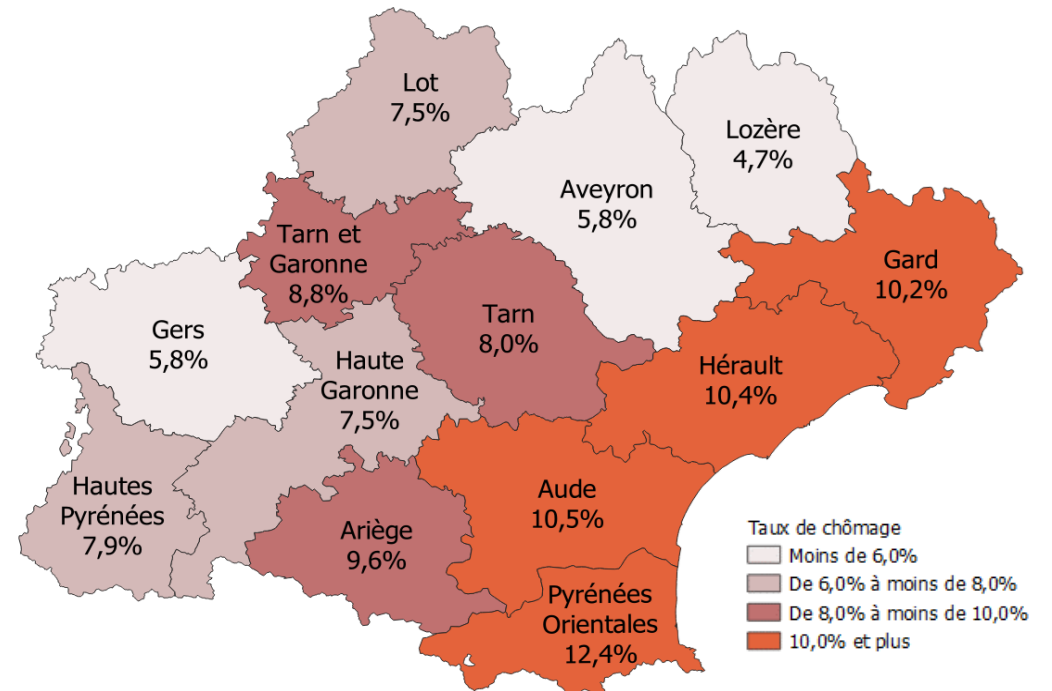 Lot
7,5%
Lozère
4,7%
Aveyron
5,8%
Tarn et
Garonne
8,8%
Gard
10,2%
Gers
5,8%
Tarn
8,0%
Haute
Garonne
7,5%
Hérault
10,4%
Hautes
Pyrénées
7,9%
Ariège
9,6%
Aude
10,5%
Pyrénées
Orientales
12,4%
Taux de chômage
Moins de 6,0%
De 6,0% à moins de 8,0%
De 8,0% à moins de 10,0%
10,0% et plus